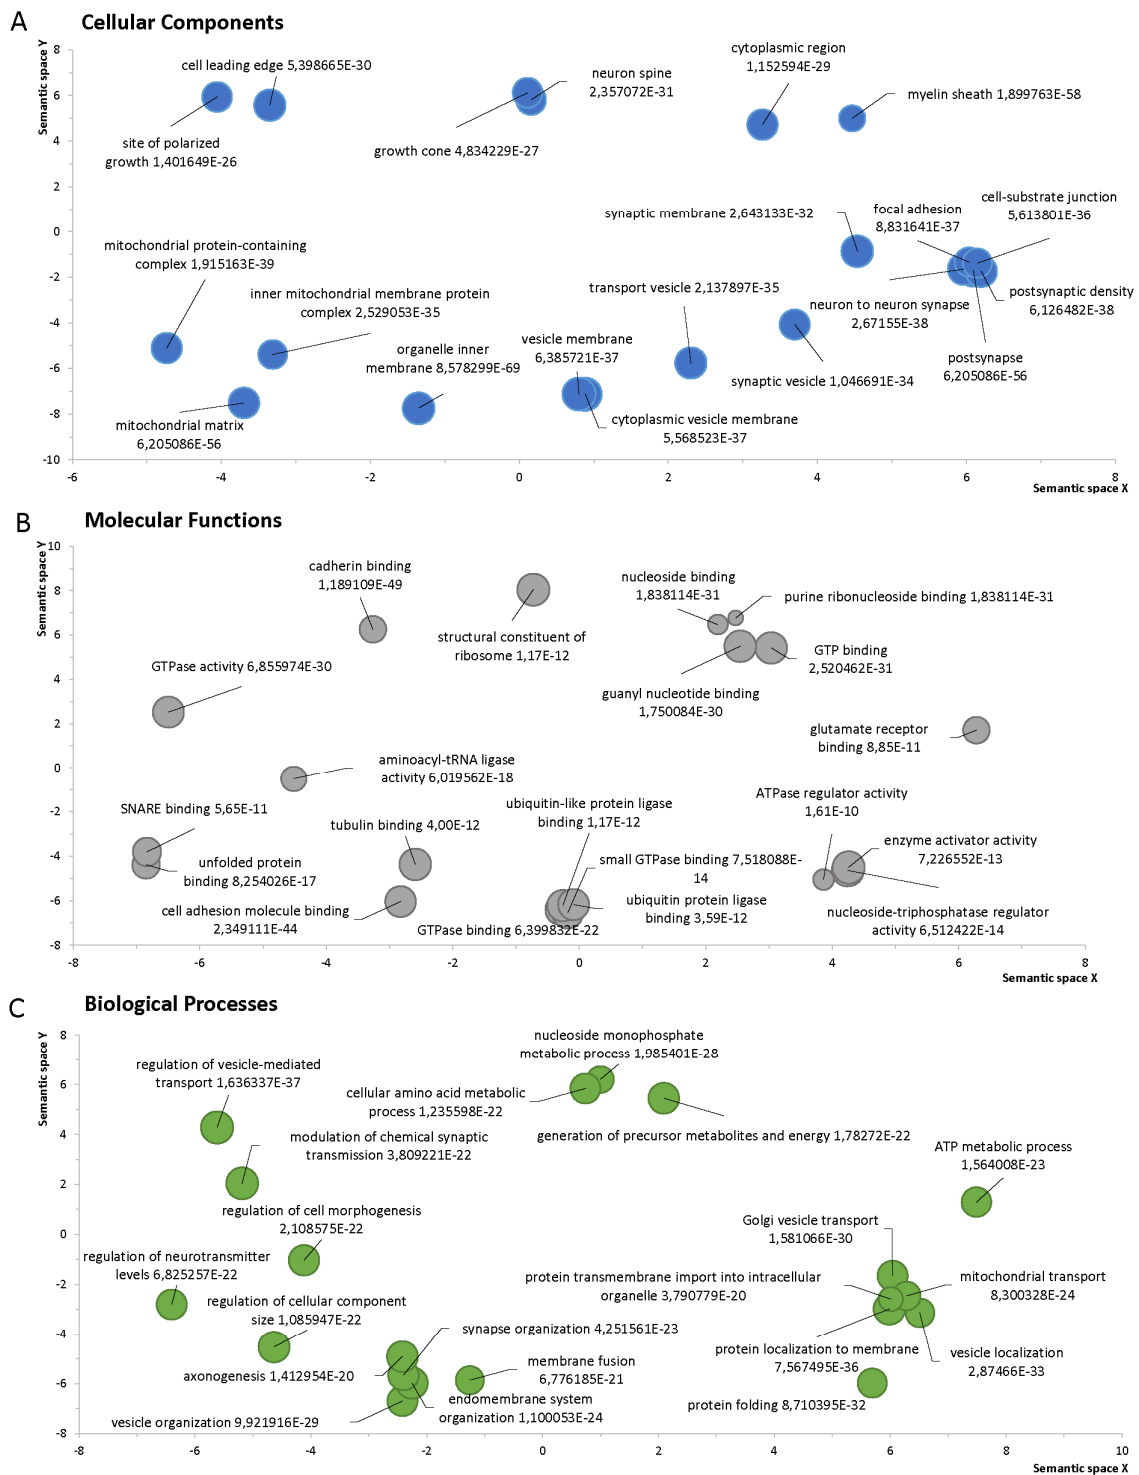 A
Cellular Components
Semantic space Y
8
6
4
2
0
-2
-4
-6
-8
-10
-6
-4
-2
0
2
4
6
8
Semantic space X
cell leading edge 5,398665E-30
site of polarized
growth 1,401649E-26
neuron spine
2,357072E-31
growth cone 4,834229E-27
cytoplasmic region
1,152594E-29
myelin sheath 1,899763E-58
synaptic membrane 2,643133E-32
focal adhesion
8,831641E-37
cell-substrate junction
5,613801E-36
mitochondrial protein-containing
complex 1,915163E-39
inner mitochondrial membrane protein
complex 2,529053E-35
organelle inner
membrane 8,578299E-69
vesicle membrane
6,385721E-37
transport vesicle 2,137897E-35
neuron to neuron synapse
2,67155E-38
postsynaptic density
6,126482E-38
postsynapse
6,205086E-56
synaptic vesicle 1,046691E-34
cytoplasmic vesicle membrane
5,568523E-37
mitochondrial matrix
6,205086E-56
B
Molecular Functions
Semantic space Y
10
8
6
4
2
0
-2
-4
-6
-8
-8
-6
-4
-2
0
2
4
6
8
Semantic space X
cadherin binding
1,189109E-49
structural constituent of
ribosome 1,17E-12
nucleoside binding
1,838114E-31
purine ribonucleoside binding 1,838114E-31
GTPase activity 6,855974E-30
GTP binding
2,520462E-31
guanyl nucleotide binding
1,750084E-30
glutamate receptor
binding 8,85E-11
aminoacyl-tRNA ligase
activity 6,019562E-18
SNARE binding 5,65E-11
tubulin binding 4,00E-12
ubiquitin-like protein ligase
binding 1,17E-12
ATPase regulator activity
1,61E-10
enzyme activator activity
7,226552E-13
unfolded protein
binding 8,254026E-17
small GTPase binding 7,518088E-
14
cell adhesion molecule binding
2,349111E-44
ubiquitin protein ligase
binding 3,59E-12
GTPase binding 6,399832E-22
nucleoside-triphosphatase regulator
activity 6,512422E-14
C
Biological Processes
Semantic space Y
8
6
4
2
0
-2
-4
-6
-8
-8
-6
-4
-2
0
2
4
6
8
10
Semantic space X
nucleoside monophosphate
metabolic process 1,985401E-28
regulation of vesicle-mediated
transport 1,636337E-37
cellular amino acid metabolic
process 1,235598E-22
generation of precursor metabolites and energy 1,78272E-22
modulation of chemical synaptic
transmission 3,809221E-22
ATP metabolic process
1,564008E-23
regulation of cell morphogenesis
2,108575E-22
Golgi vesicle transport
1,581066E-30
regulation of neurotransmitter
levels 6,825257E-22
protein transmembrane import into intracellular
organelle 3,790779E-20
mitochondrial transport
8,300328E-24
regulation of cellular component
size 1,085947E-22
synapse organization 4,251561E-23
protein localization to membrane
7,567495E-36
vesicle localization
2,87466E-33
axonogenesis 1,412954E-20
membrane fusion
6,776185E-21
endomembrane system
organization 1,100053E-24
protein folding 8,710395E-32
vesicle organization 9,921916E-29